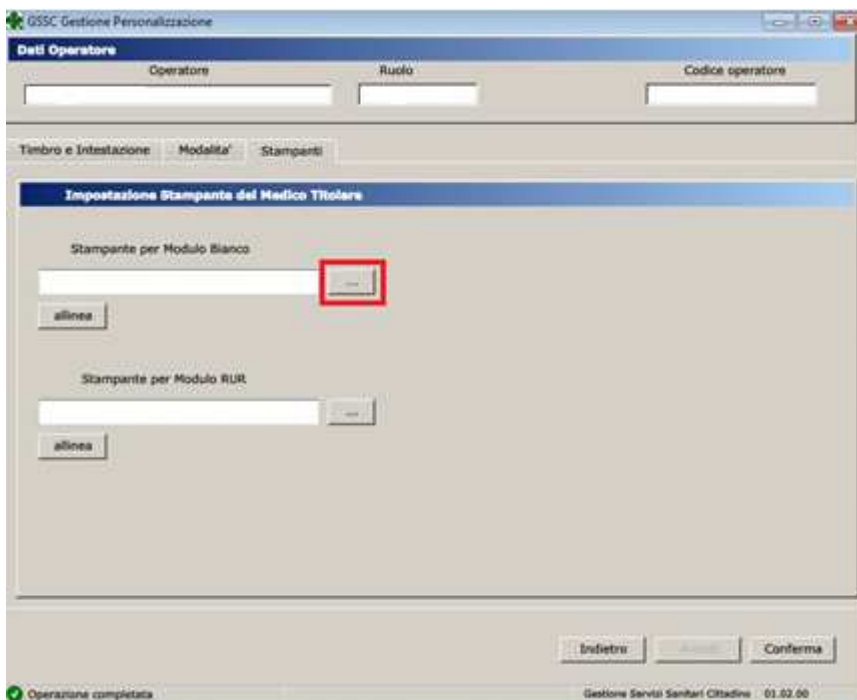 GSSC Gestione Personalizzazione
Dati Operatore
Operatore Ruolo Codice operatore
Timbro e Intestazione Modalita' Stampanti
Impostazione Stampante del Medico Titolare
Stampante per Modulo Bianco
...
allinea
Stampante per Modulo RUR
...
allinea
Indietro Conferma
Operazione completata Gestione Servizi Sanitari Cittadino 01.02.00